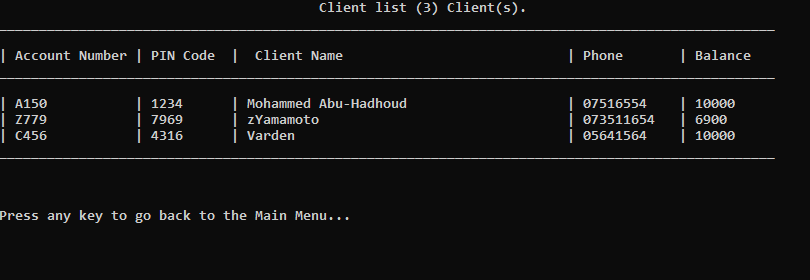 Client list (3) Client(s).
| Account Number | PIN Code | Client Name | Phone | Balance
| A150 | 1234 | Mohammed Abu-Hadhoud | 07516554 | 10000
| Z779 | 7969 | zYamamoto | 073511654 | 6900
| C456 | 4316 | Varden | 05641564 | 10000
Press any key to go back to the Main Menu...